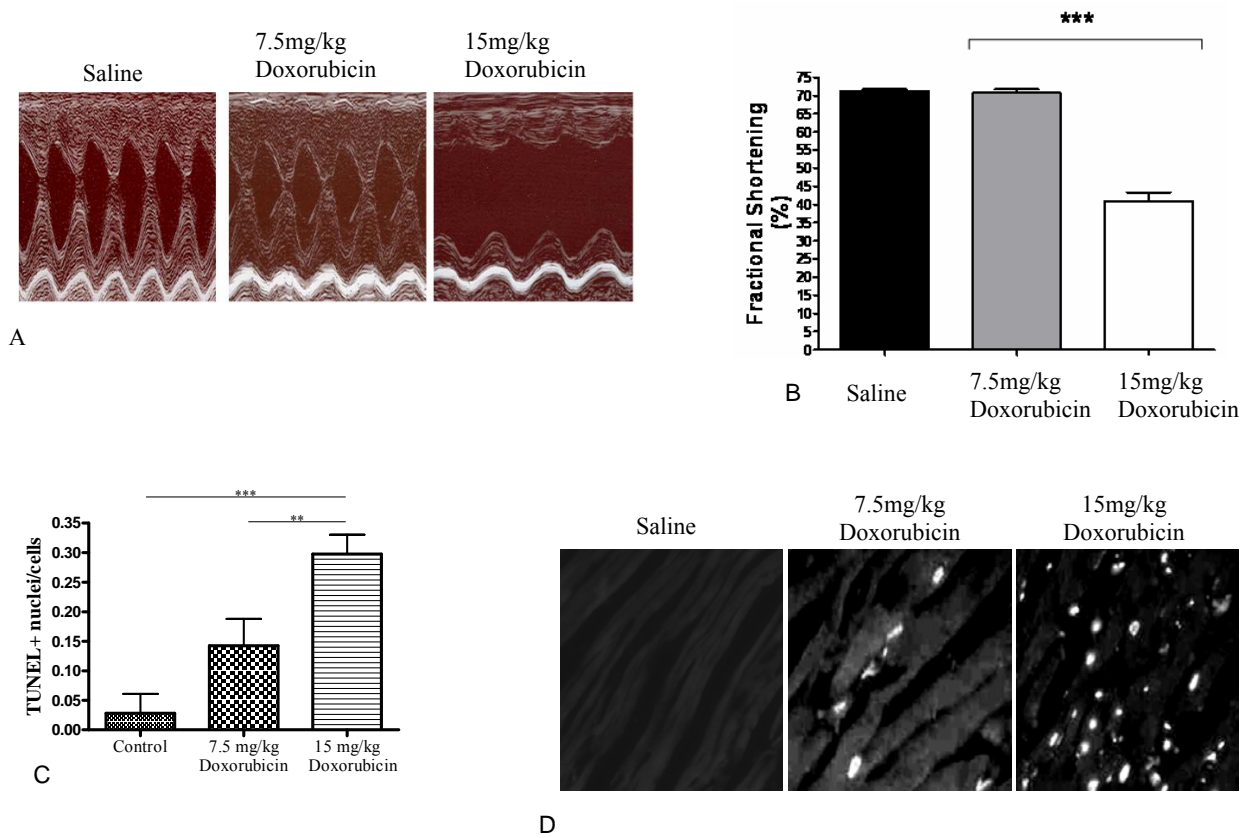 Saline
7.5mg/kg
Doxorubicin
15mg/kg
Doxorubicin
A
***
Fractional Shortening
(%)
75
70
65
60
55
50
45
40
35
30
25
20
15
10
5
0
B
Saline
7.5mg/kg
Doxorubicin
15mg/kg
Doxorubicin
***
**
TUNEL+ nuclei/cells
0.35
0.30
0.25
0.20
0.15
0.10
0.05
0.00
Control
7.5 mg/kg
Doxorubicin
15 mg/kg
Doxorubicin
C
Saline
7.5mg/kg
Doxorubicin
15mg/kg
Doxorubicin
D